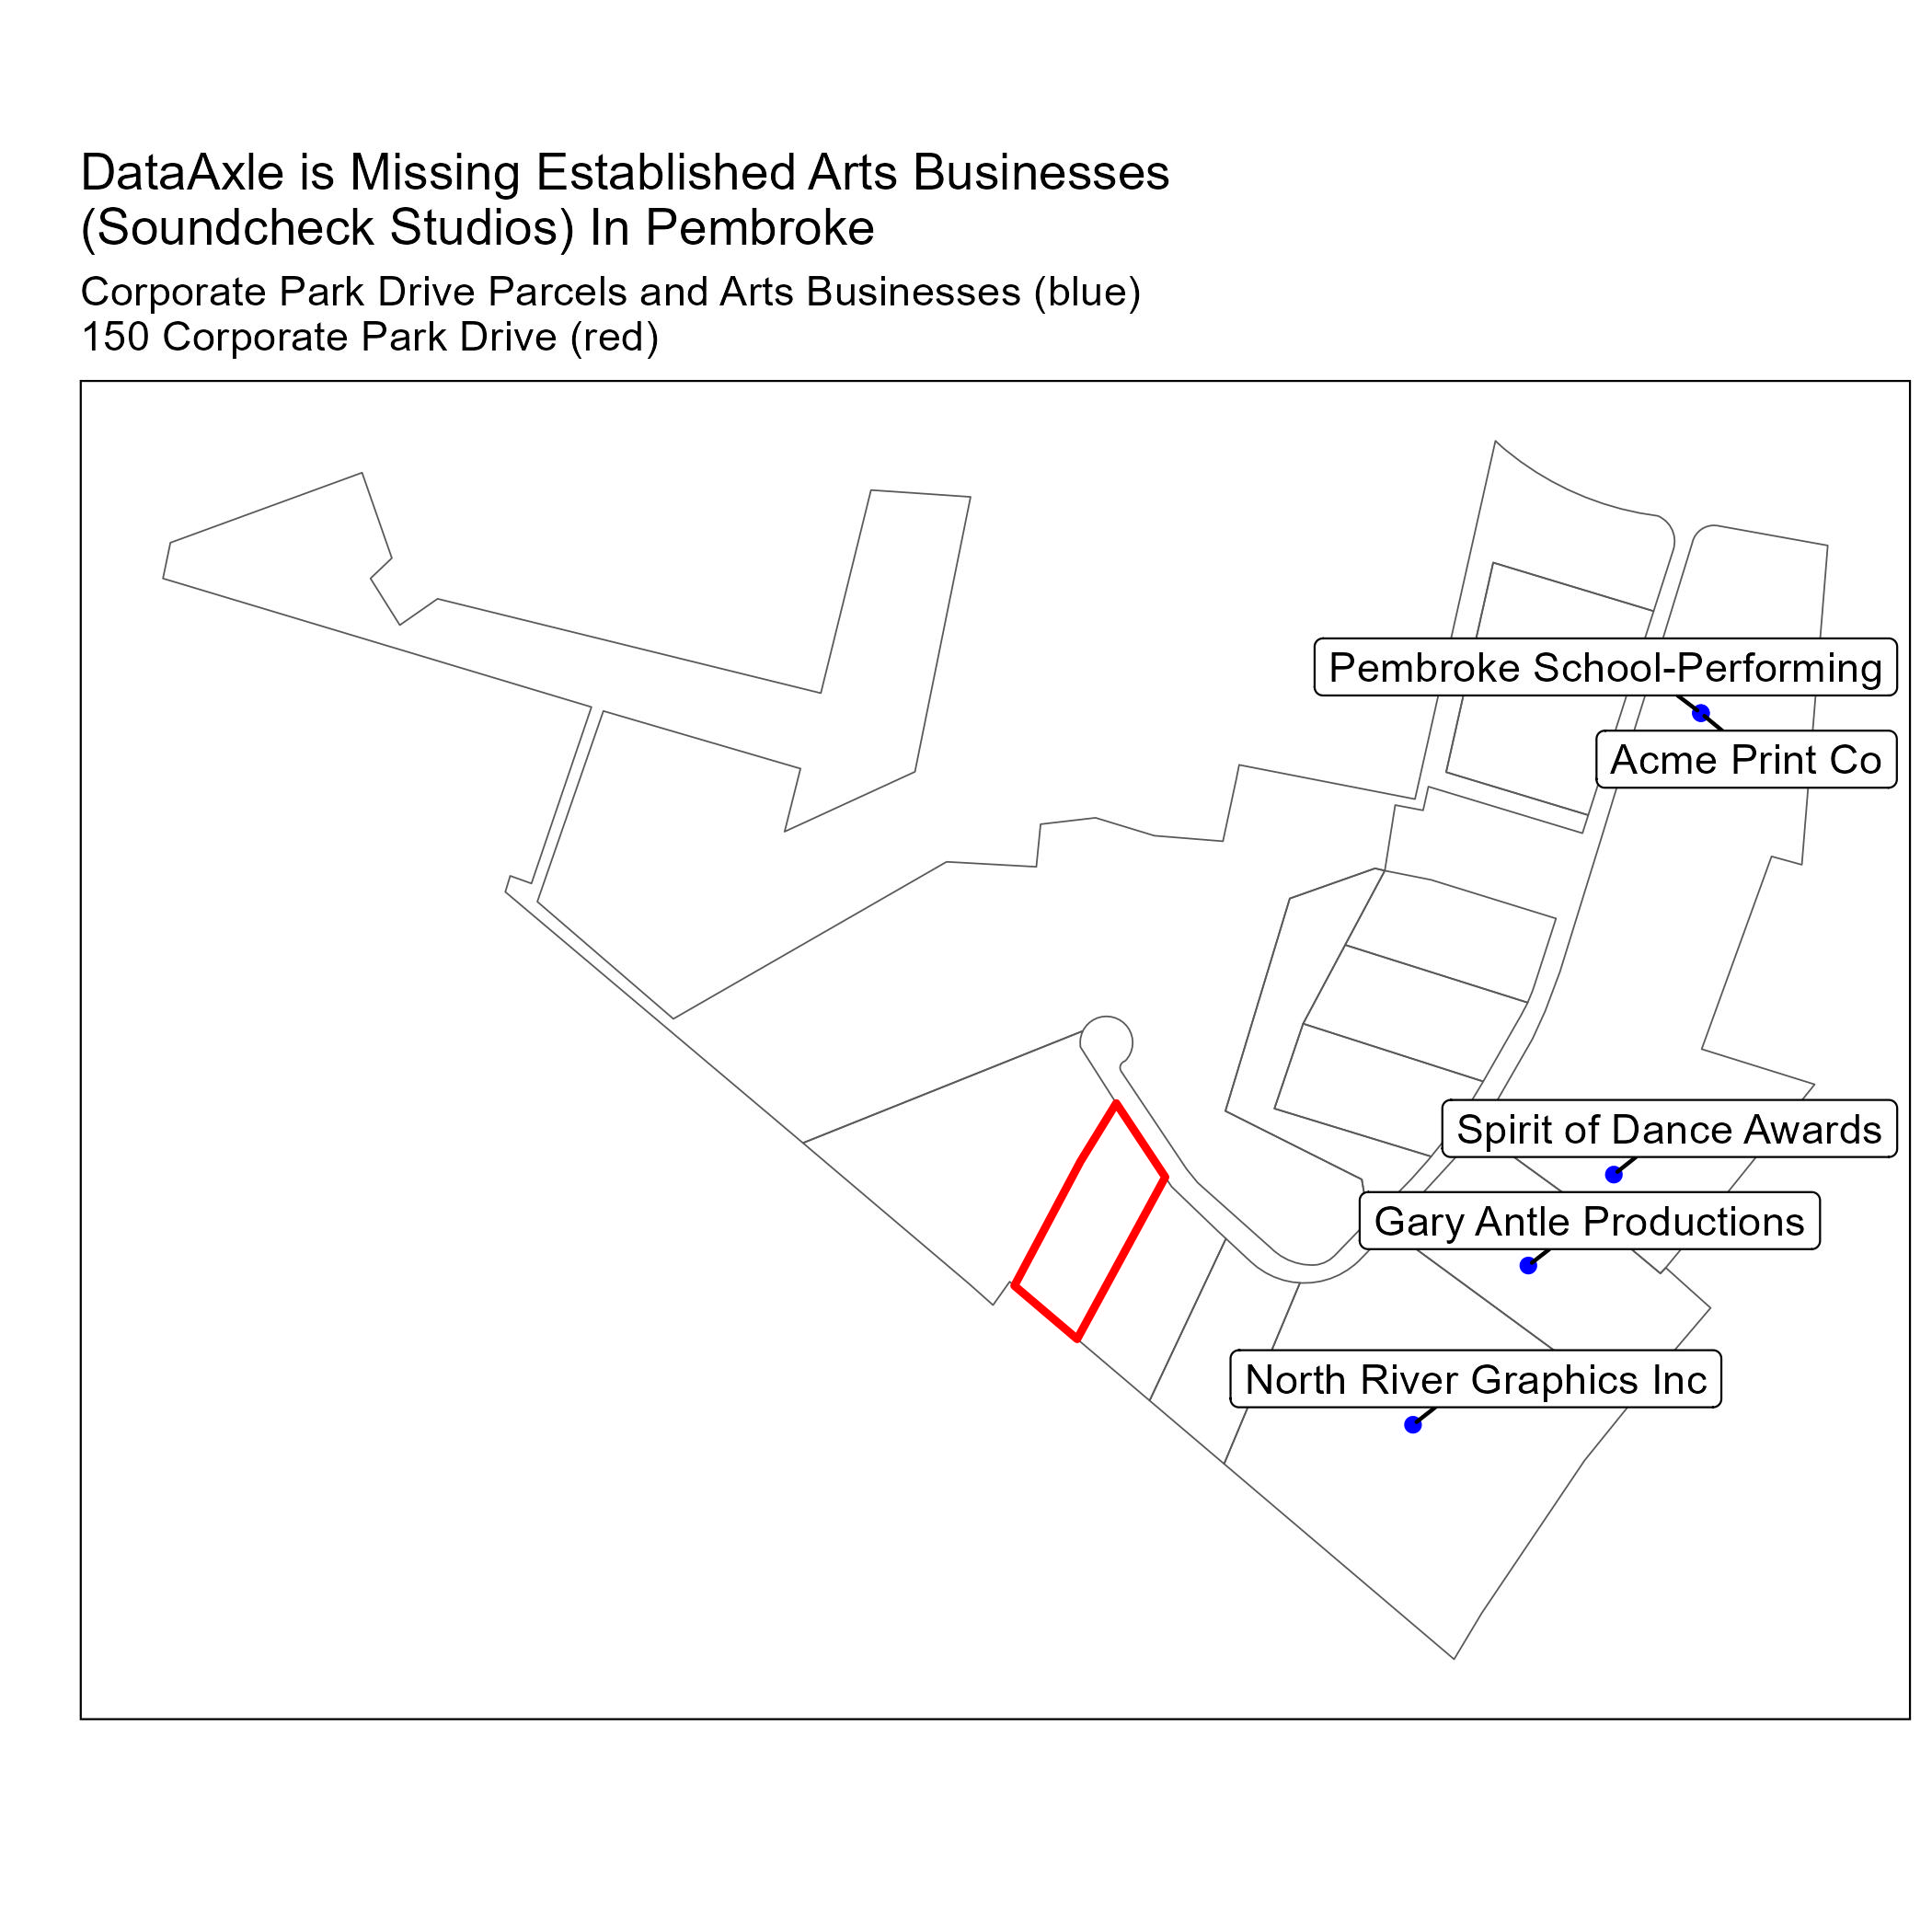 DataAxle is Missing Established Arts Businesses
(Soundcheck Studios) In Pembroke
Corporate Park Drive Parcels and Arts Businesses (blue)
150 Corporate Park Drive (red)
Pembroke School-Performing
Acme Print Co
Spirit of Dance Awards
Gary Antle Productions
North River Graphics Inc